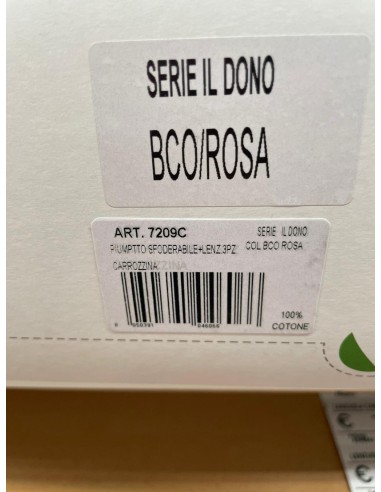 SERIE IL DONO
BCO/ROSA
ART. 7209C
SERIE IL DONO
PIUMPTTO SFODERABILE+LENZ.3PZ
COL.BCO ROSA
CARROZZINA
100%
COTONE
€
€